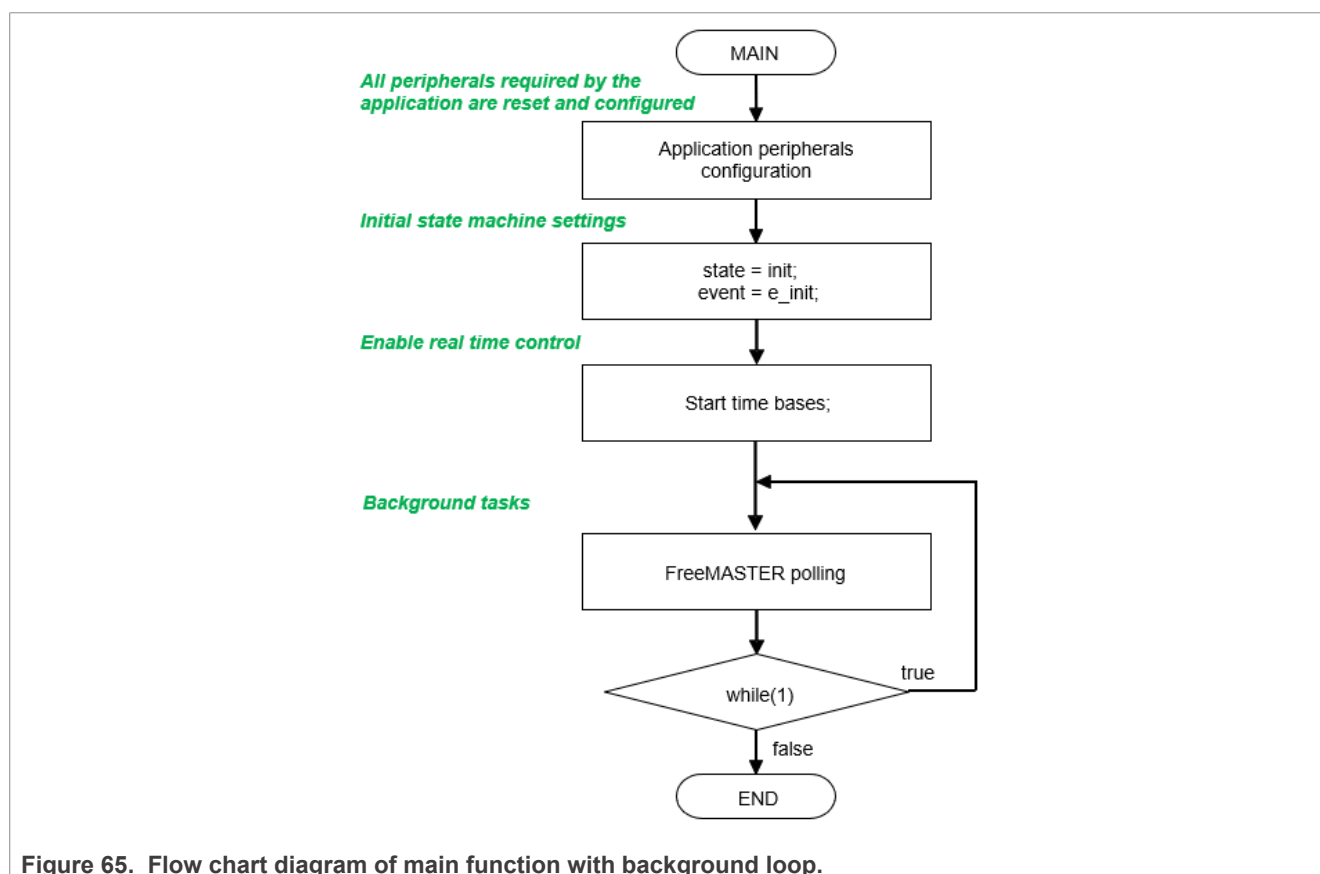 MAIN
All peripherals required by the
application are reset and configured
Application peripherals
configuration
Initial state machine settings
state = init;
event = e_init;
Enable real time control
Start time bases;
Background tasks
FreeMASTER polling
true
while(1)
false
END
Figure 65. Flow chart diagram of main function with background loop.